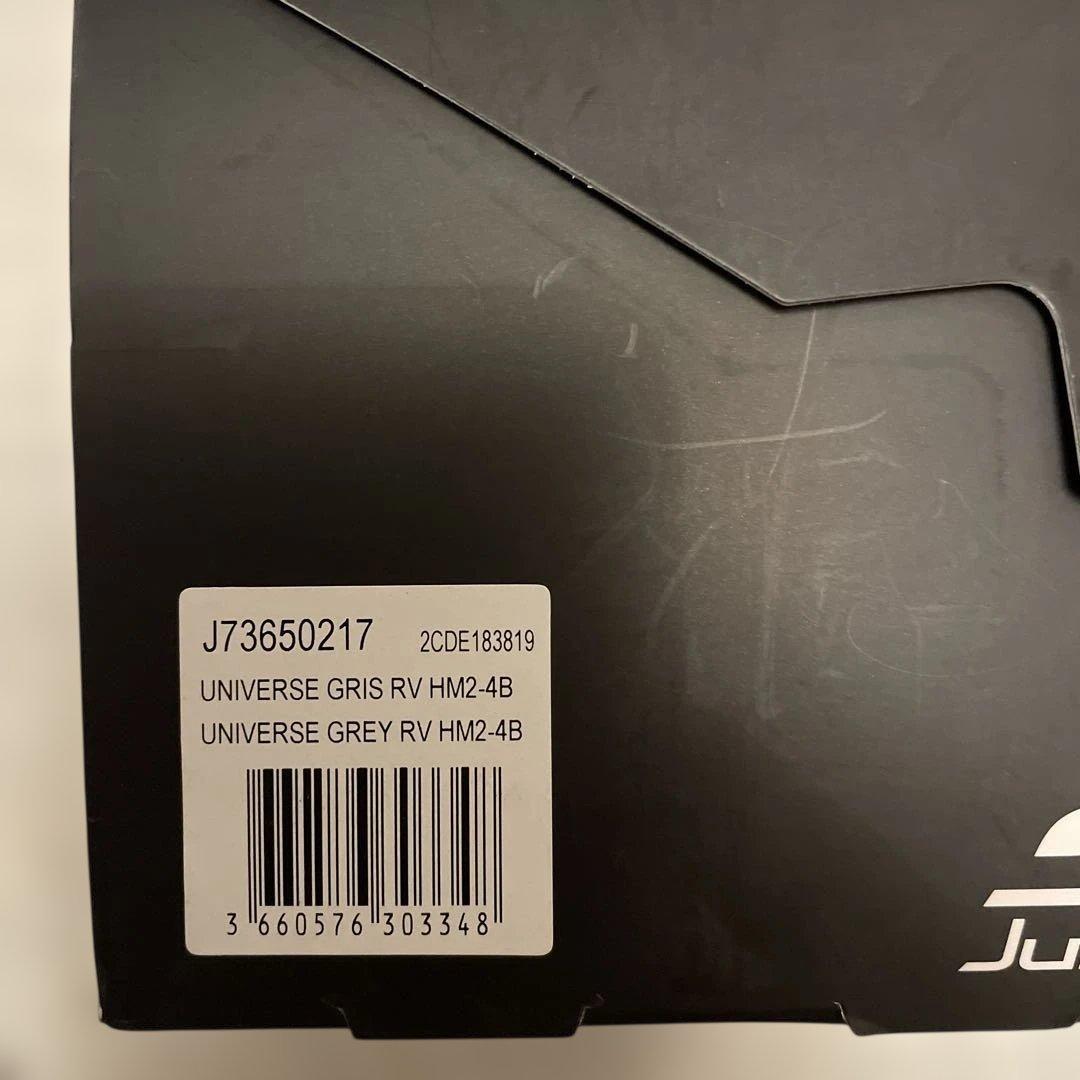 J73650217 2CDE183819
UNIVERSE GRIS RV HM2-4B
UNIVERSE GREY RV HM2-4B
3 660576 303348